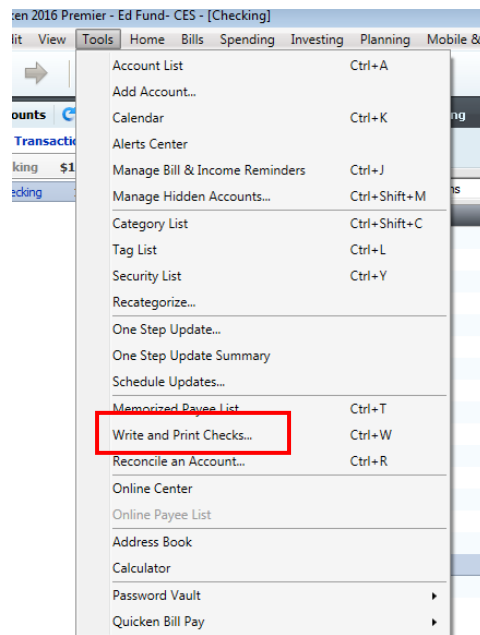 ken 2016 Premier - Ed Fund- CES - [Checking]
dit View Tools Home Bills Spending Investing Planning Mobile &
Account List Ctrl+A
Add Account...
ounts ng
Calendar Ctrl+K
Transactio
Alerts Center
king $1
Manage Bill & Income Reminders Ctrl+J
ecking ns
Manage Hidden Accounts... Ctrl+Shift+M
Category List Ctrl+Shift+C
Tag List Ctrl+L
Security List Ctrl+Y
Recategorize...
One Step Update...
One Step Update Summary
Schedule Updates...
Memorized Payee List Ctrl+T
Write and Print Checks... Ctrl+W
Reconcile an Account... Ctrl+R
Online Center
Online Payee List
Address Book
Calculator
Password Vault
Quicken Bill Pay